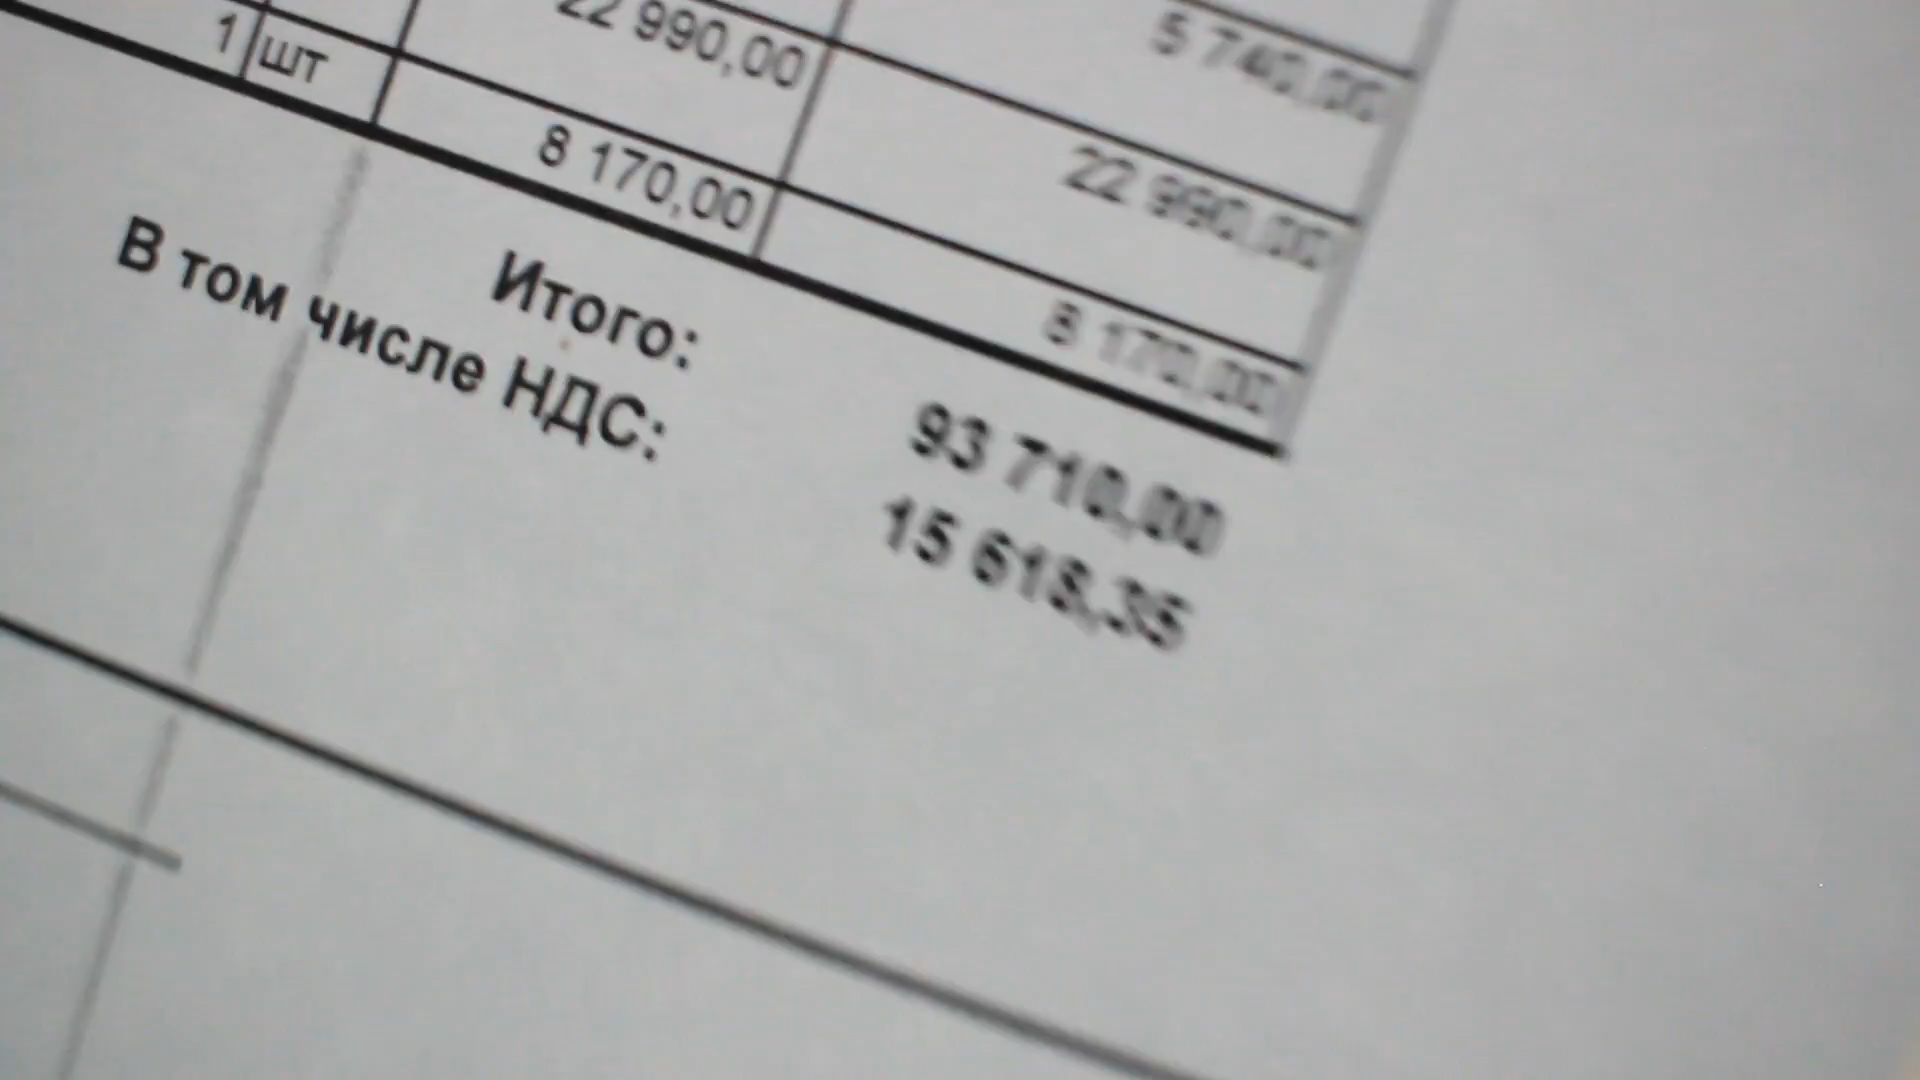 5 740,00
22 990,00 22 990,00
1 шт 8 170,00 8 170,00
Итого: 93 710,00
В том числе НДС: 15 618,35